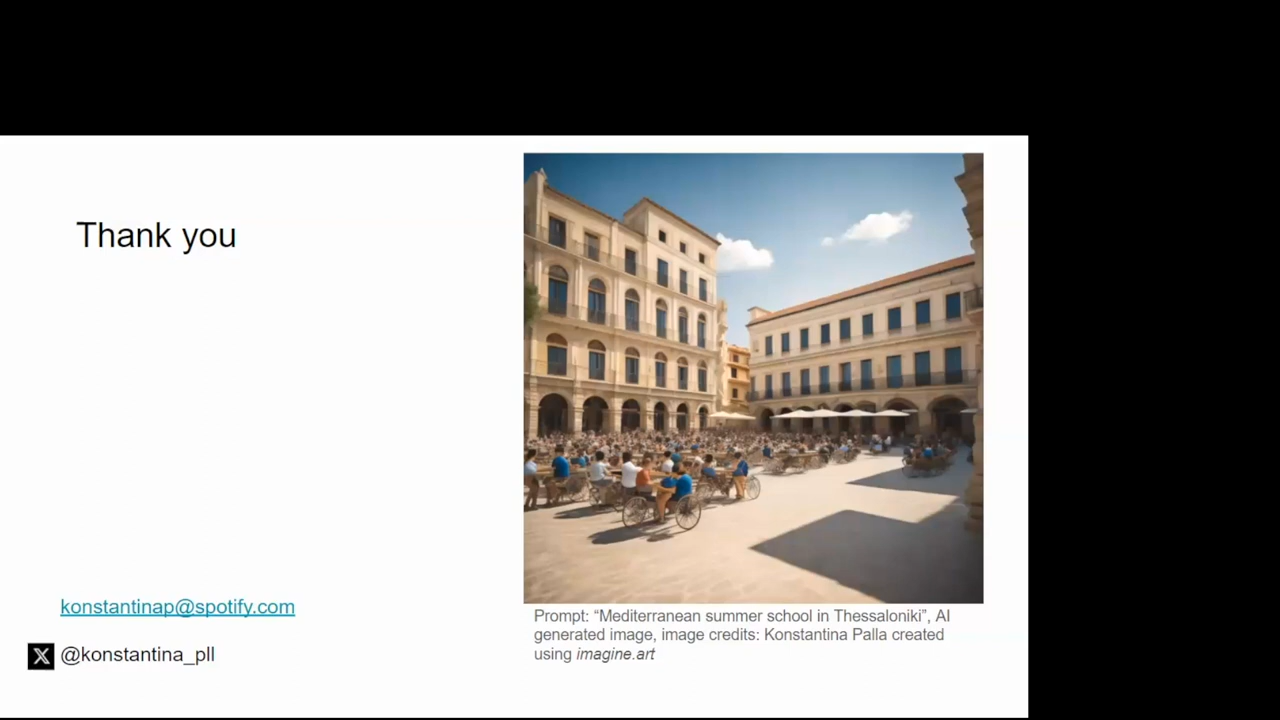 Thank you
konstantinap@spotify.com
X @konstantina_pll
Prompt: “Mediterranean summer school in Thessaloniki”, AI
generated image, image credits: Konstantina Palla created
using imagine.art